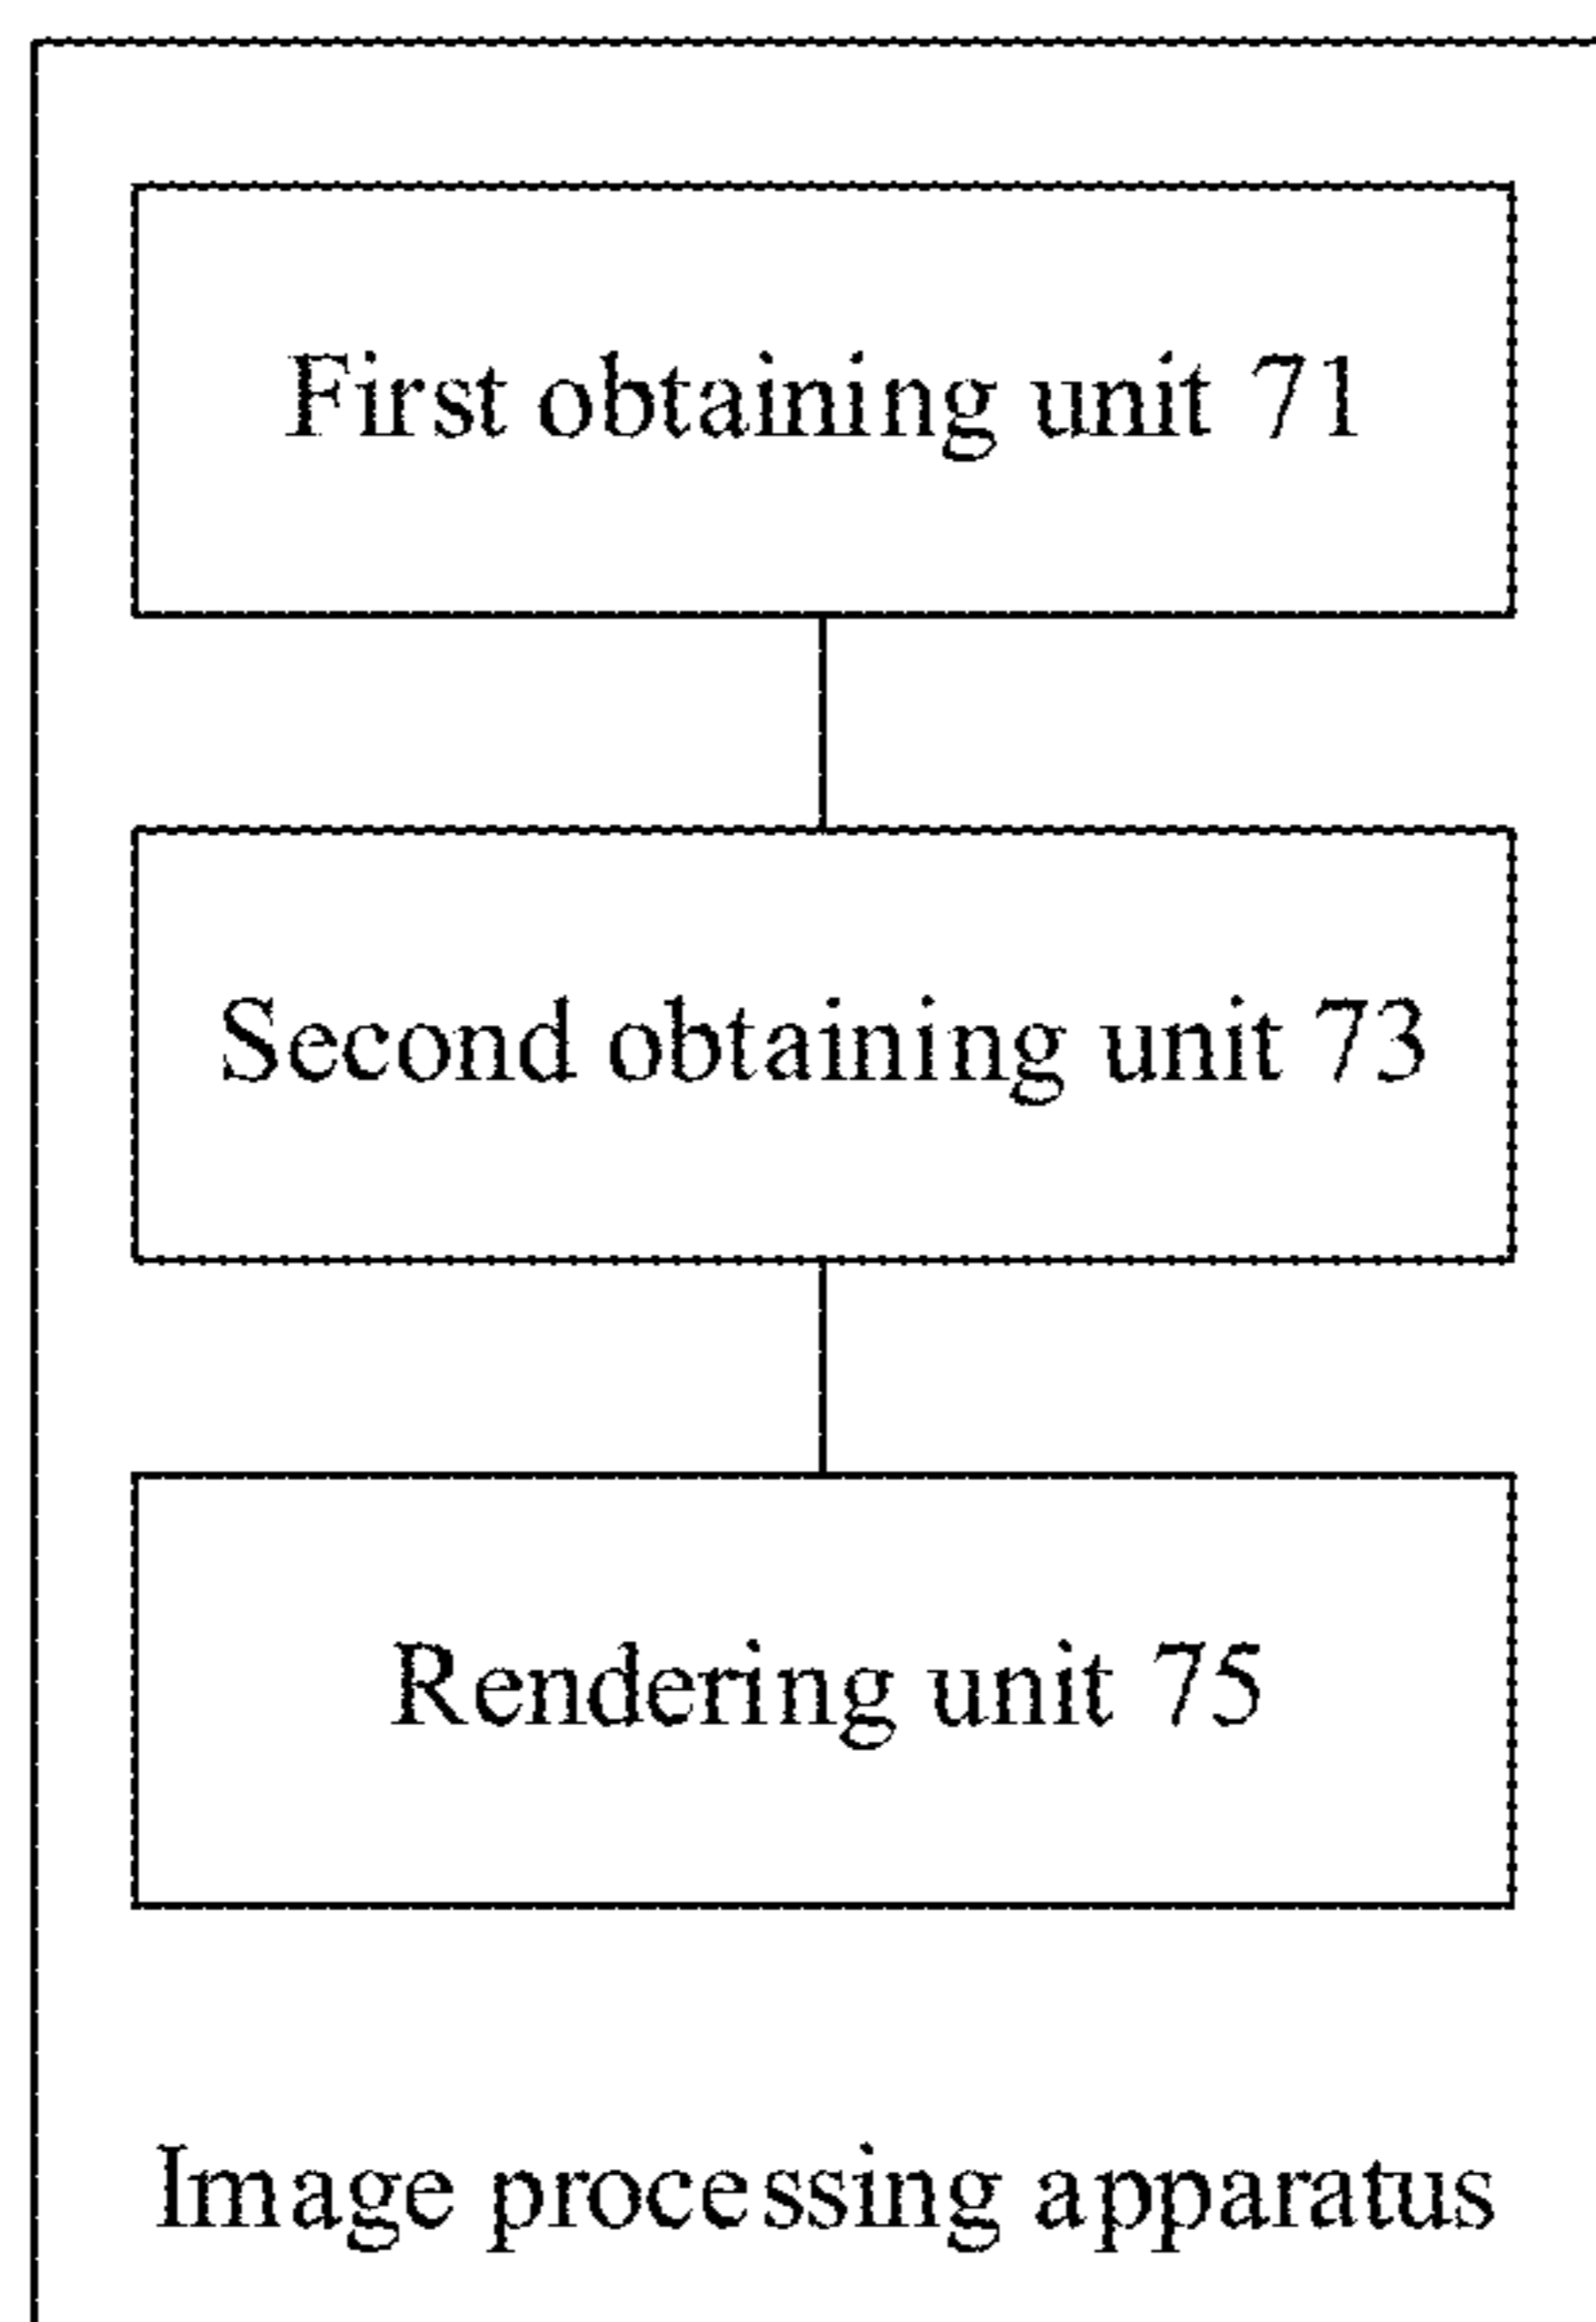 First obtaining unit 71
Second obtaining unit 73
Rendering unit 75
Image processing apparatus